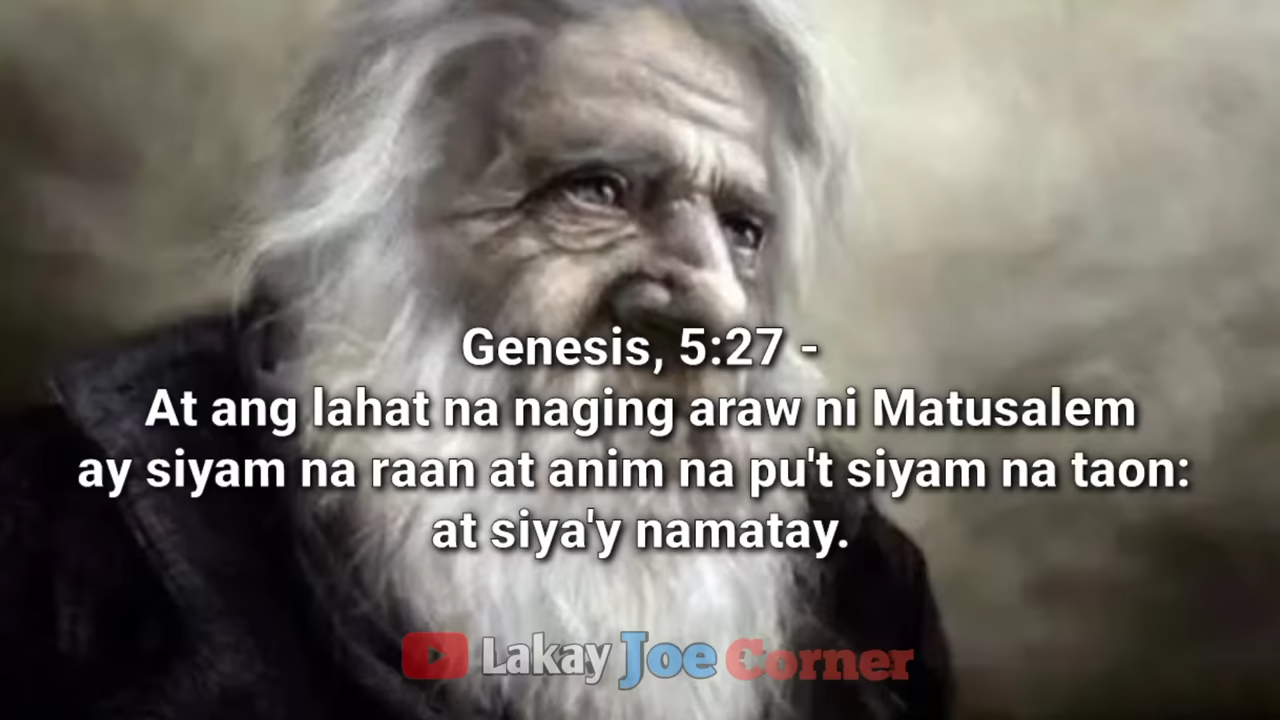 Genesis, 5:27 -
At ang lahat na naging araw ni Matusalem
ay siyam na raan at anim na pu't siyam na taon:
at siya'y namatay.
Lakay Joe Corner